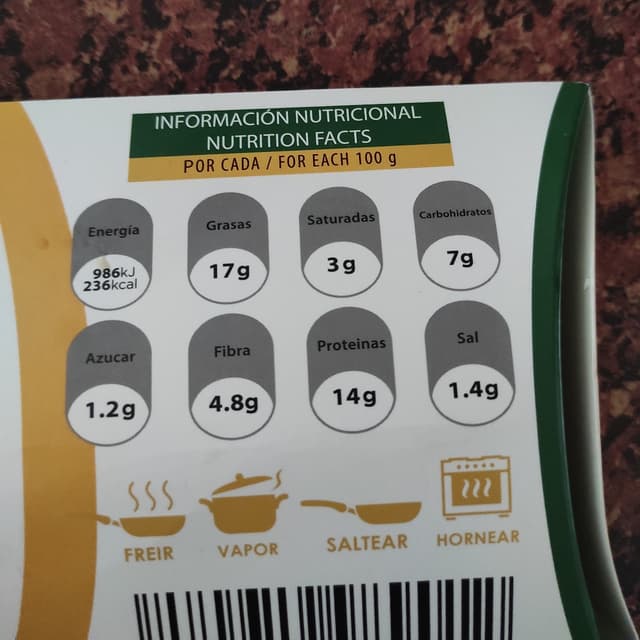 INFORMACIÓN NUTRICIONAL
NUTRITION FACTS
POR CADA / FOR EACH 100 g
Energía
986kJ
236kcal
Grasas
17g
Saturadas
3g
Carbohidratos
7g
Azucar
1.2g
Fibra
4.8g
Proteinas
14g
Sal
1.4g
FREIR
VAPOR
SALTEAR
HORNEAR